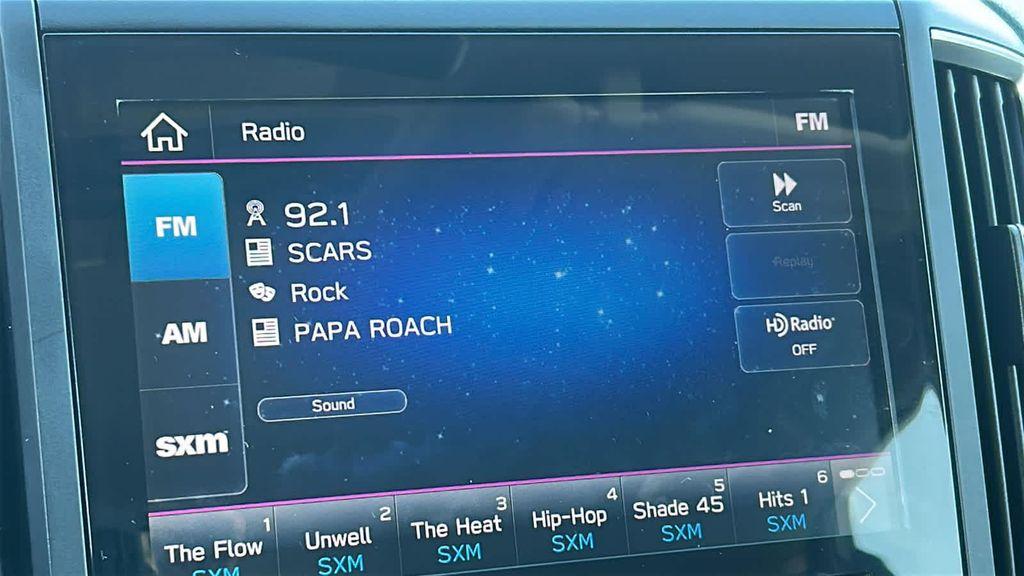 Radio
FM
FM
AM
sxm
92.1
SCARS
Rock
PAPA ROACH
Sound
Scan
Replay
HD Radio
OFF
1
The Flow
SXM
2
Unwell
SXM
3
The Heat
SXM
4
Hip-Hop
SXM
5
Shade 45
SXM
6
Hits 1
SXM